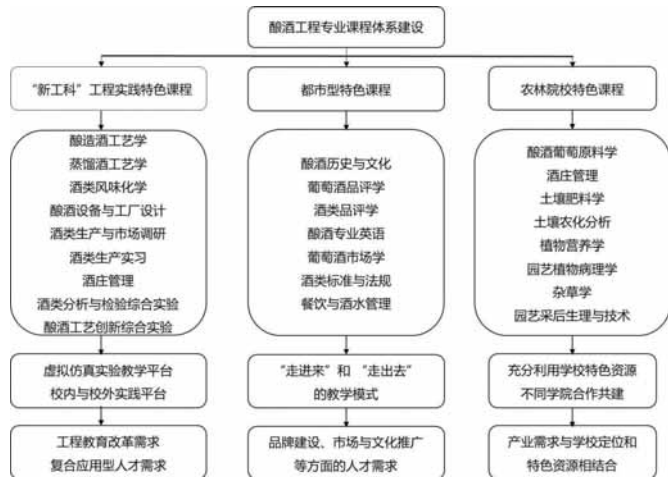 酿酒工程专业课程体系建设
“新工科”工程实践特色课程
都市型特色课程
农林院校特色课程
酿造酒工艺学
蒸馏酒工艺学
酒类风味化学
酿酒设备与工厂设计
酒类生产与市场调研
酒类生产实习
酒庄管理
酒类分析与检验综合实验
酿酒工艺创新综合实验
酿酒历史与文化
葡萄酒品评学
酒类品评学
酿酒专业英语
葡萄酒市场学
酒类标准与法规
餐饮与酒水管理
酿酒葡萄原料学
酒庄管理
土壤肥料学
土壤农化分析
植物营养学
园艺植物病理学
杂草学
园艺采后生理与技术
虚拟仿真实验教学平台
校内与校外实践平台
“走进来”和“走出去”
的教学模式
充分利用学校特色资源
不同学院合作共建
工程教育改革需求
复合应用型人才需求
品牌建设、市场与文化推广
等方面的人才需求
产业需求与学校定位和
特色资源相结合